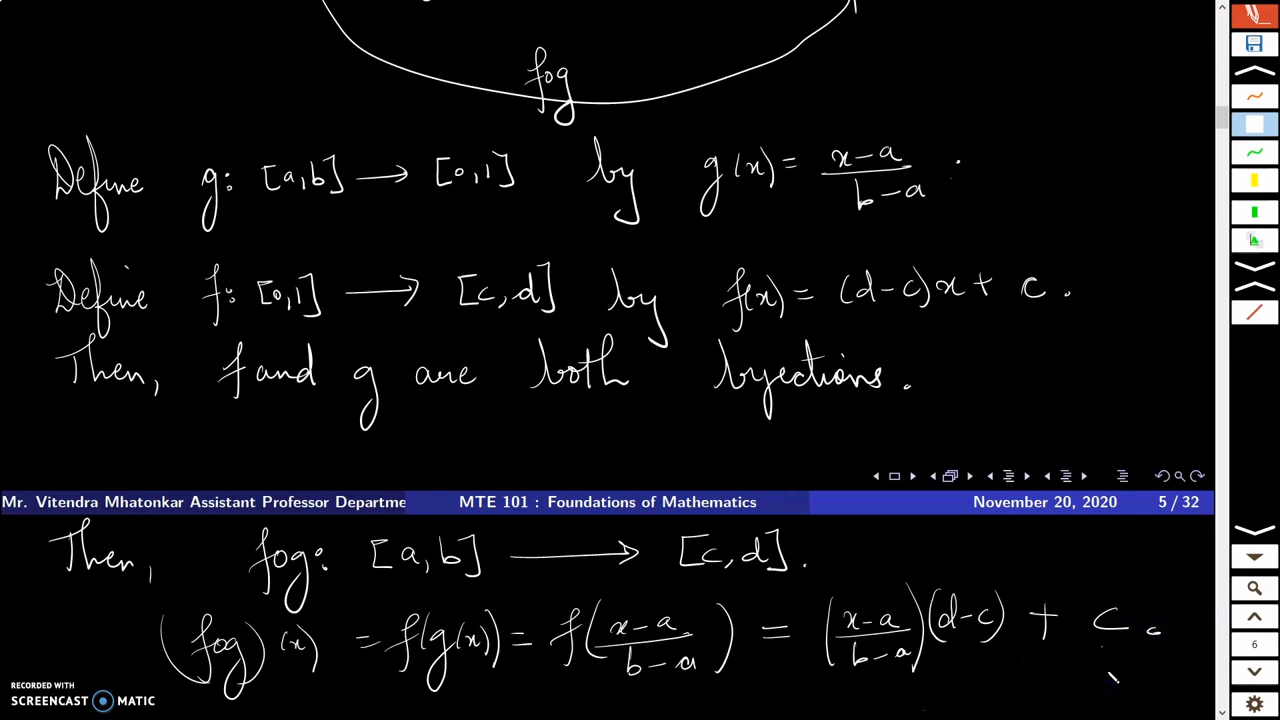 fog
Define g: [a,b] → [0,1] by g(x) = (x-a)/(b-a) .
Define f: [0,1] → [c,d] by f(x) = (d-c)x + c .
Then, f and g are both byections.
Mr. Vitendra Mhatonkar Assistant Professor Departme MTE 101 : Foundations of Mathematics November 20, 2020 5 / 32
Then, fog: [a,b] → [c,d].
(fog)(x) = f(g(x)) = f((x-a)/(b-a)) = ((x-a)/(b-a))(d-c) + c
6
RECORDED WITH
SCREENCAST MATIC